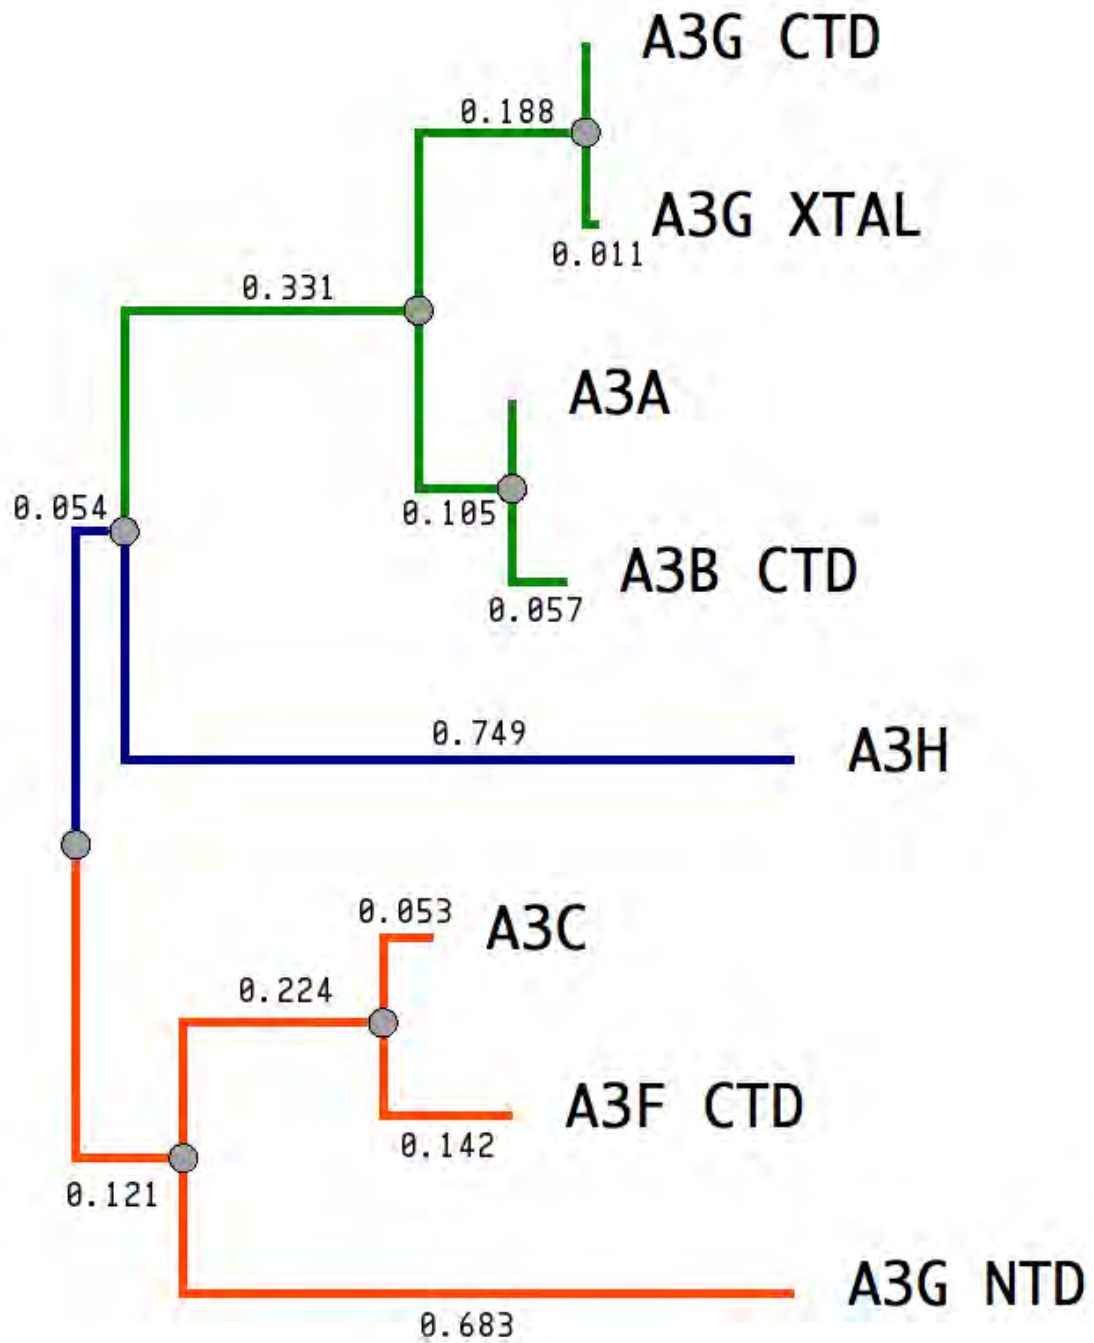 A3G CTD
0.188
A3G XTAL
0.011
0.331
A3A
0.054
0.105
A3B CTD
0.057
0.749
A3H
0.053
A3C
0.224
A3F CTD
0.142
0.121
A3G NTD
0.683